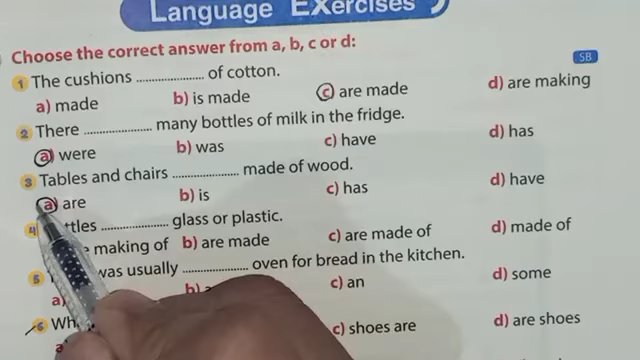 Language Exercises
Choose the correct answer from a, b, c or d:
SB
1 The cushions .................. of cotton.
a) made b) is made c) are made d) are making
2 There .................. many bottles of milk in the fridge.
a) were b) was c) have d) has
3 Tables and chairs .................. made of wood.
a) are b) is c) has d) have
4 .................. glass or plastic.
making of b) are made c) are made of d) made of
5 was usually .................. oven for bread in the kitchen.
a) b) c) an d) some
6 c) shoes are d) are shoes